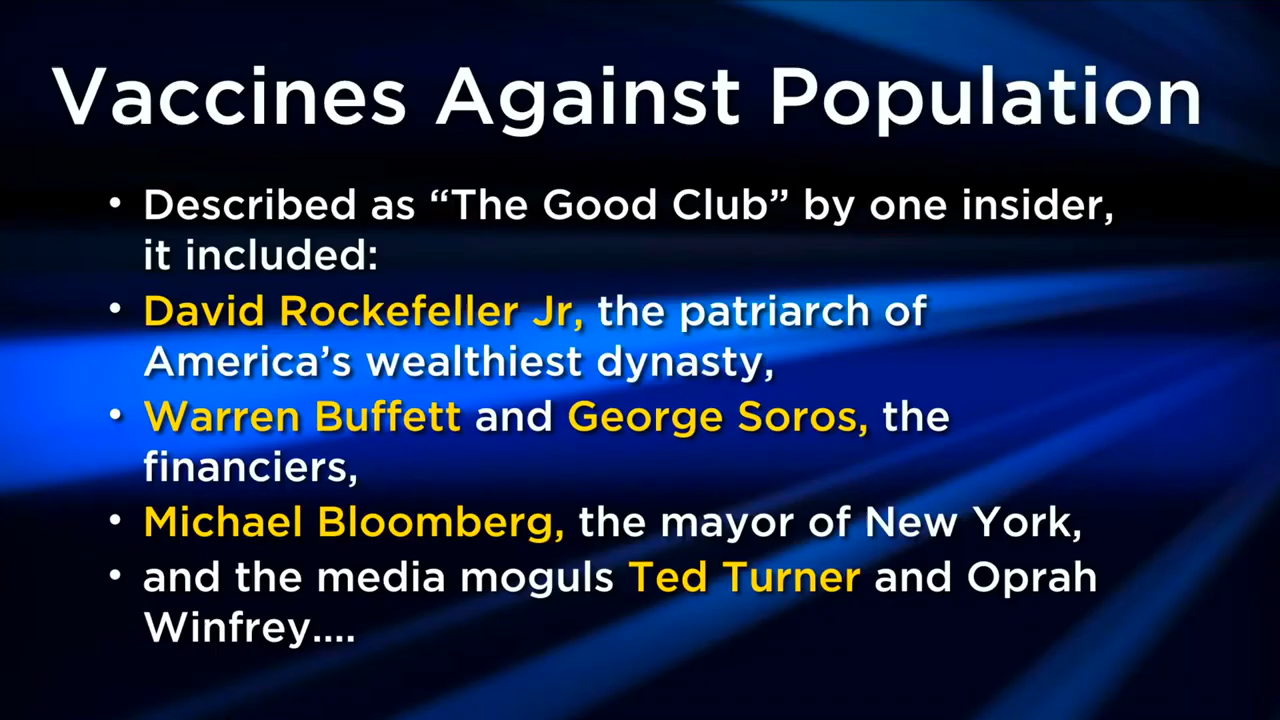 Vaccines Against Population
• Described as “The Good Club” by one insider,
it included:
• David Rockefeller Jr, the patriarch of
America’s wealthiest dynasty,
• Warren Buffett and George Soros, the
financiers,
• Michael Bloomberg, the mayor of New York,
• and the media moguls Ted Turner and Oprah
Winfrey....